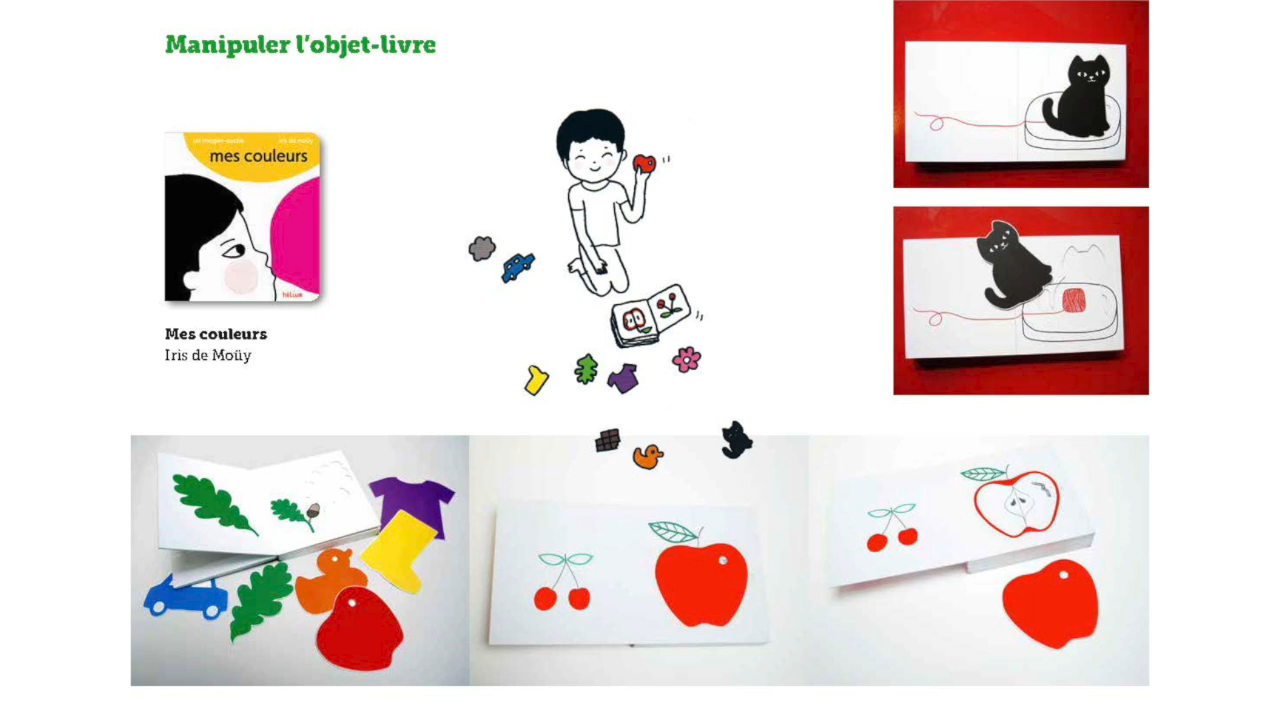 Manipuler l'objet-livre
iris de moüy
mes couleurs
hélium
Mes couleurs
Iris de Moüy